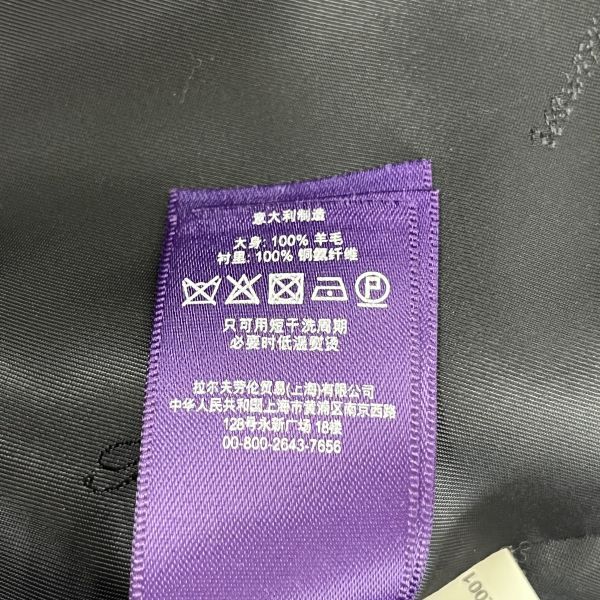 意大利制造
大身: 100% 羊毛
衬里: 100% 铜氨纤维
P
只可用短干洗周期
必要时低温熨烫
拉尔夫劳伦贸易(上海)有限公司
中华人民共和国上海市黄浦区南京西路
128号永新广场 18楼
00-800-2643-7656